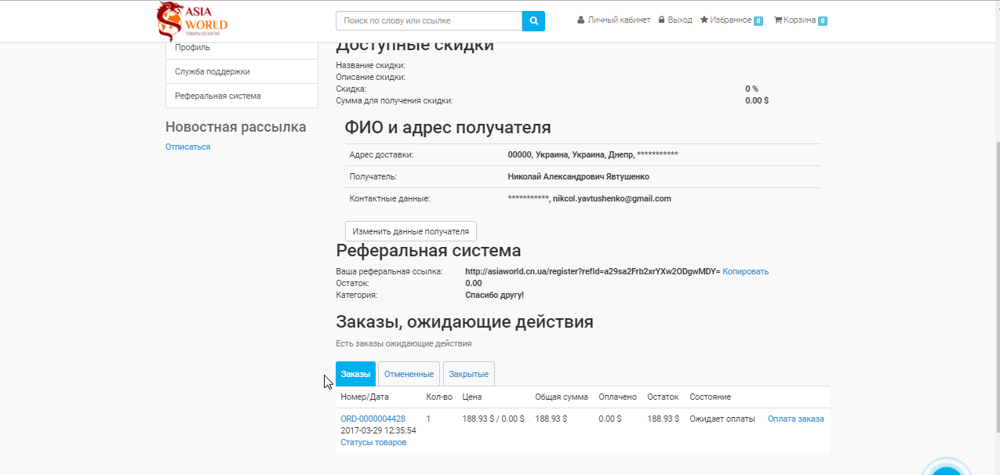 ASIA
WORLD
ТОВАРЫ ИЗ КИТАЯ
Поиск по слову или ссылке
Личный кабинет Выход Избранное 0 Корзина 0
Профиль
Служба поддержки
Реферальная система
Новостная рассылка
Отписаться
Доступные скидки
Название скидки:
Описание скидки:
Скидка: 0 %
Сумма для получения скидки: 0.00 $
ФИО и адрес получателя
Адрес доставки: 00000, Украина, Украина, Днепр, ***********
Получатель: Николай Александрович Явтушенко
Контактные данные: ***********, nikcol.yavtushenko@gmail.com
Изменить данные получателя
Реферальная система
Ваша реферальная ссылка: http://asiaworld.cn.ua/register?refId=a29sa2Frb2xrYXw2ODgwMDY= Копировать
Остаток: 0.00
Категория: Спасибо другу!
Заказы, ожидающие действия
Есть заказы ожидающие действия
Заказы Отмененные Закрытые
Номер/Дата Кол-во Цена Общая сумма Оплачено Остаток Состояние
ORD-0000004428 1 188.93 $ / 0.00 $ 188.93 $ 0.00 $ 188.93 $ Ожидает оплаты Оплата заказа
2017-03-29 12:35:54
Статусы товаров